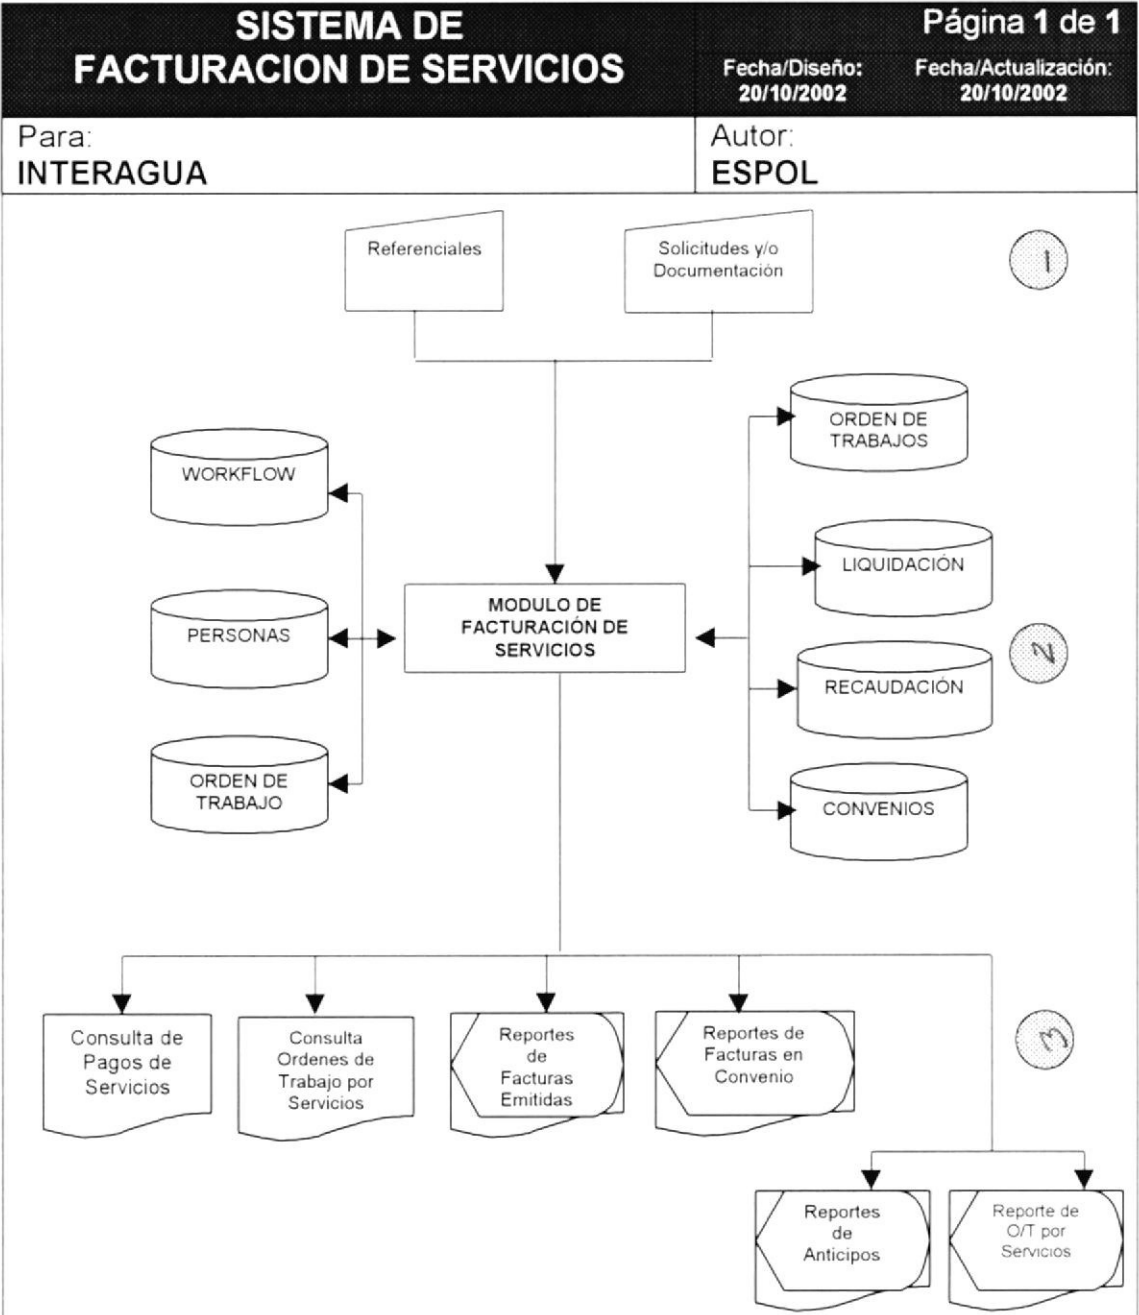 SISTEMA DE
FACTURACION DE SERVICIOS
Página 1 de 1
Fecha/Diseño:
20/10/2002
Fecha/Actualización:
20/10/2002
Para:
INTERAGUA
Autor:
ESPOL
Referenciales
Solicitudes y/o
Documentación
1
WORKFLOW
PERSONAS
ORDEN DE
TRABAJO
MODULO DE
FACTURACIÓN DE
SERVICIOS
ORDEN DE
TRABAJOS
LIQUIDACIÓN
RECAUDACIÓN
CONVENIOS
2
Consulta de
Pagos de
Servicios
Consulta
Ordenes de
Trabajo por
Servicios
Reportes
de
Facturas
Emitidas
Reportes de
Facturas en
Convenio
3
Reportes
de
Anticipos
Reporte de
O/T por
Servicios